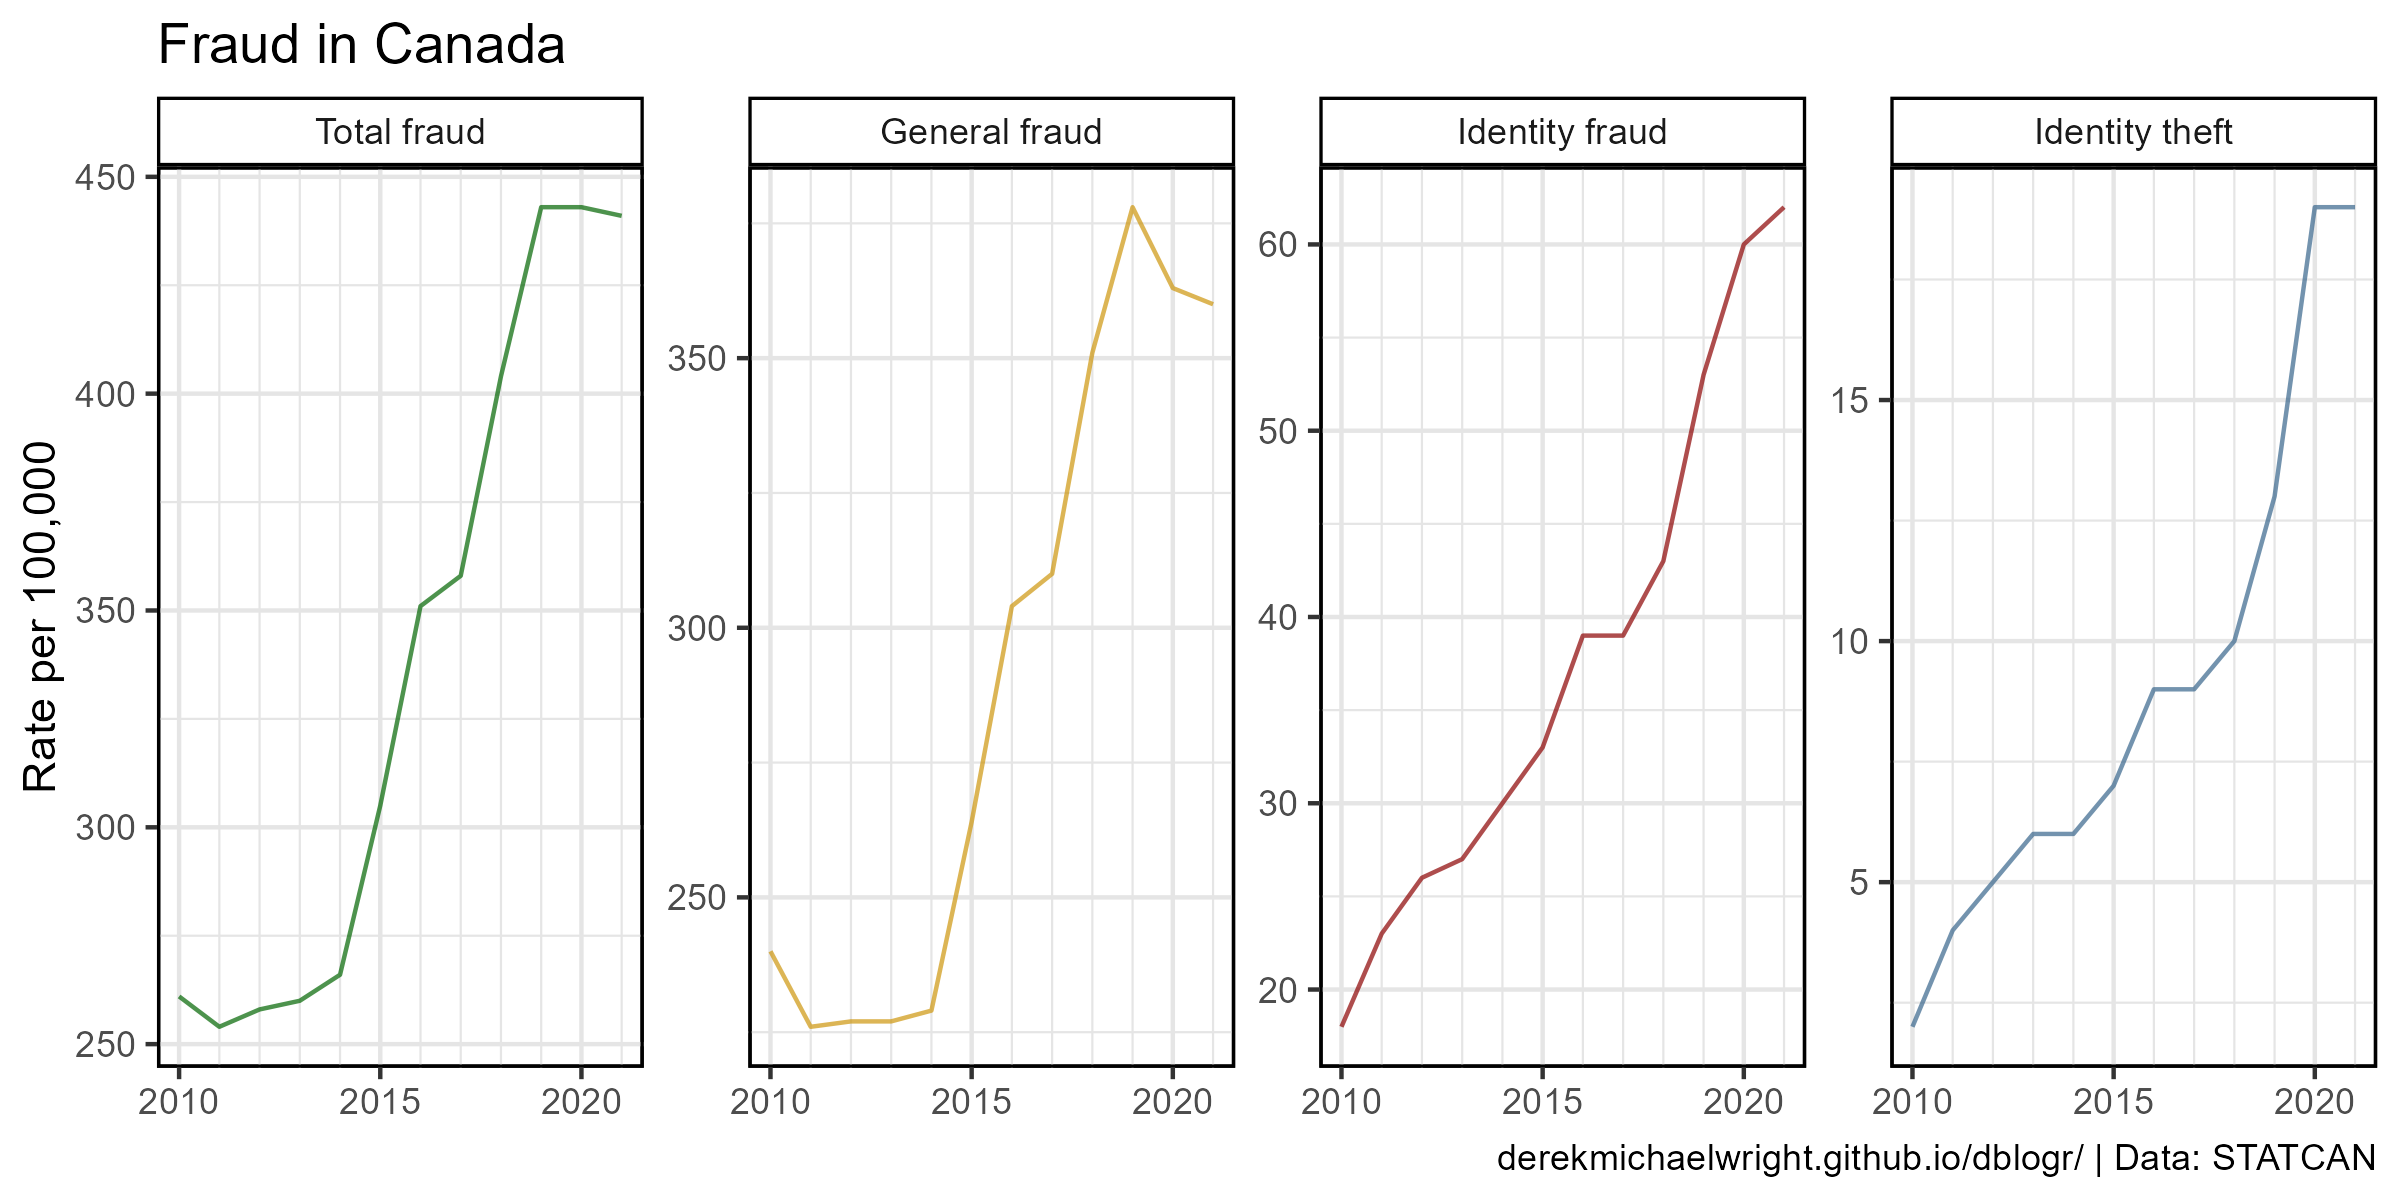 Fraud in Canada
Total fraud
General fraud
Identity fraud
Identity theft
Rate per 100,000
450
400
350
300
250
350
300
250
60
50
40
30
20
15
10
5
2010 2015 2020
2010 2015 2020
2010 2015 2020
2010 2015 2020
derekmichaelwright.github.io/dblogr/ | Data: STATCAN